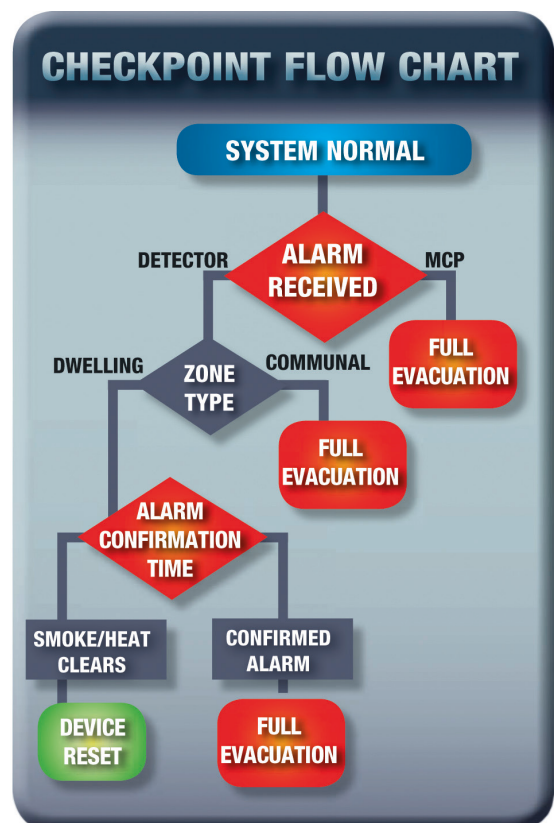 CHECKPOINT FLOW CHART
SYSTEM NORMAL
DETECTOR
ALARM
RECEIVED
MCP
FULL
EVACUATION
DWELLING
ZONE
TYPE
COMMUNAL
FULL
EVACUATION
ALARM
CONFIRMATION
TIME
SMOKE/HEAT
CLEARS
CONFIRMED
ALARM
DEVICE
RESET
FULL
EVACUATION